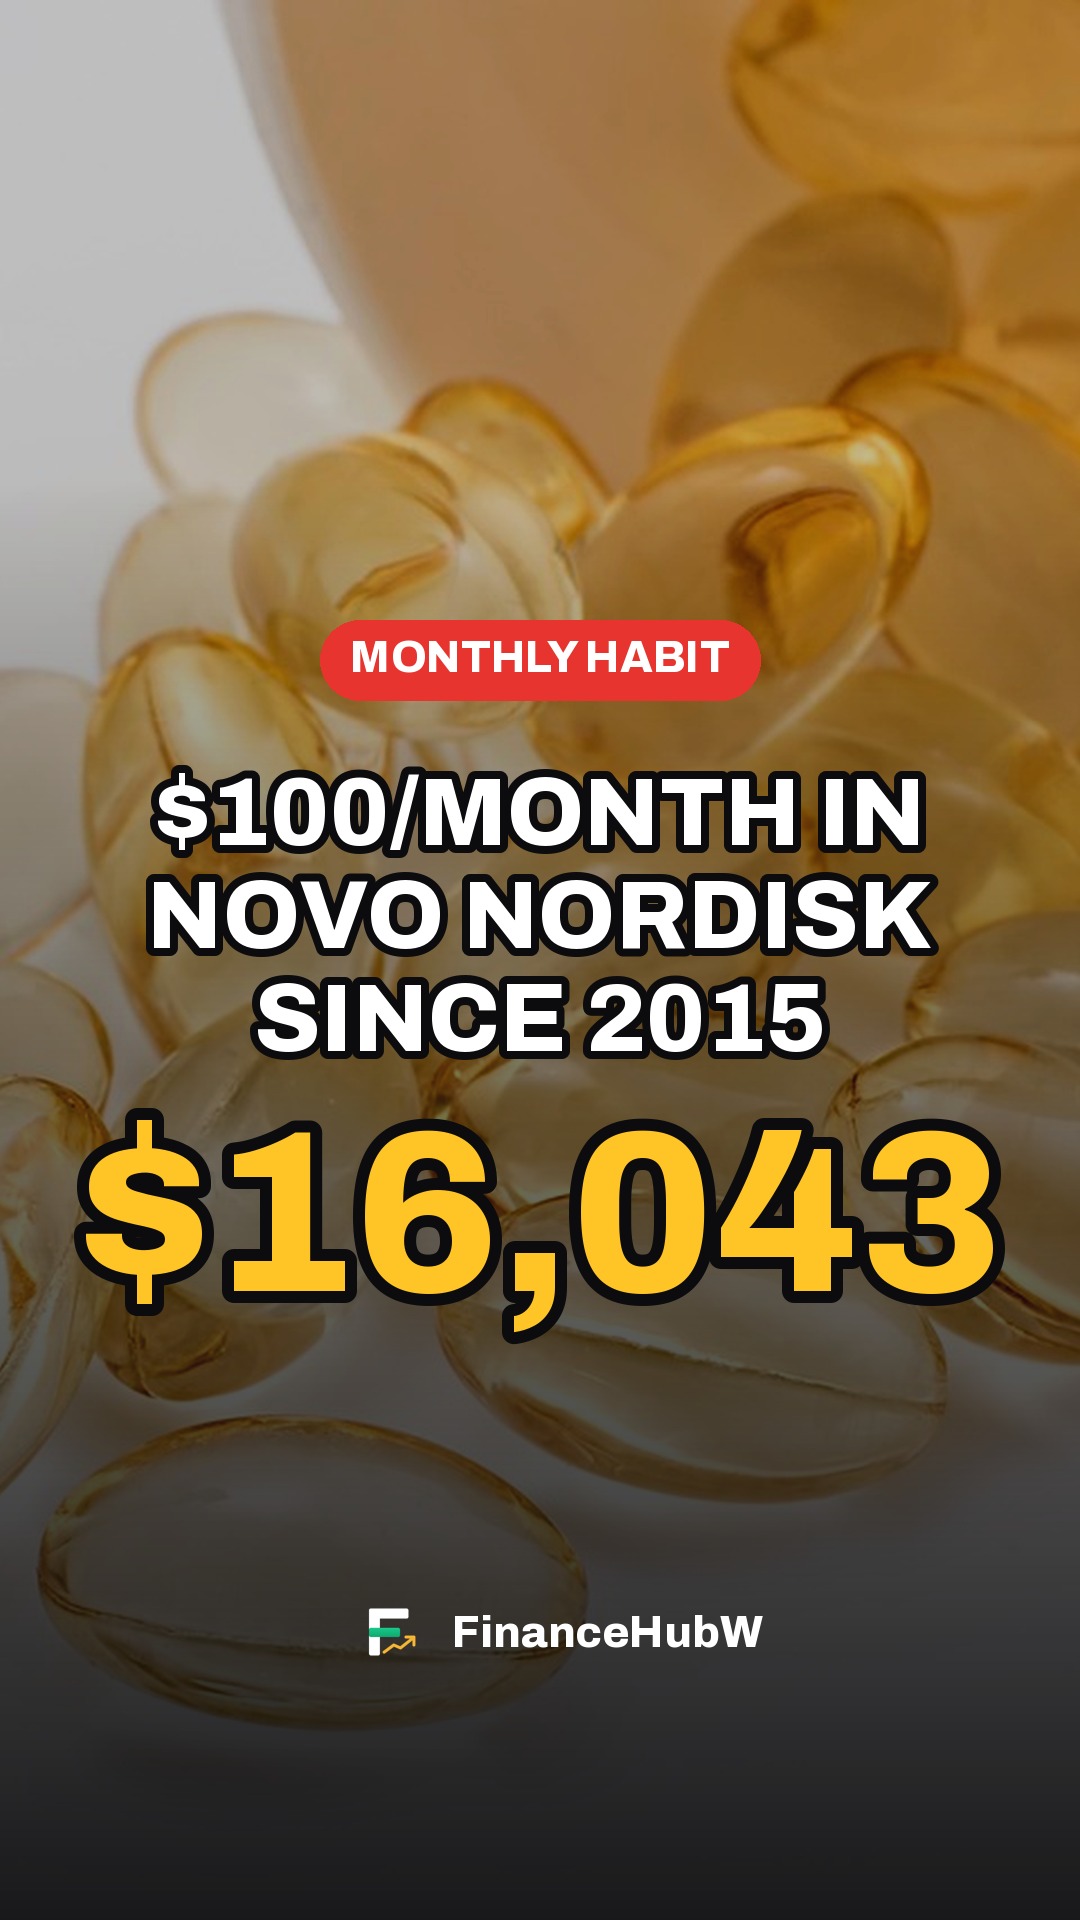 MONTHLY HABIT
$100/MONTH IN
NOVO NORDISK
SINCE 2015
$16,043
FinanceHubW